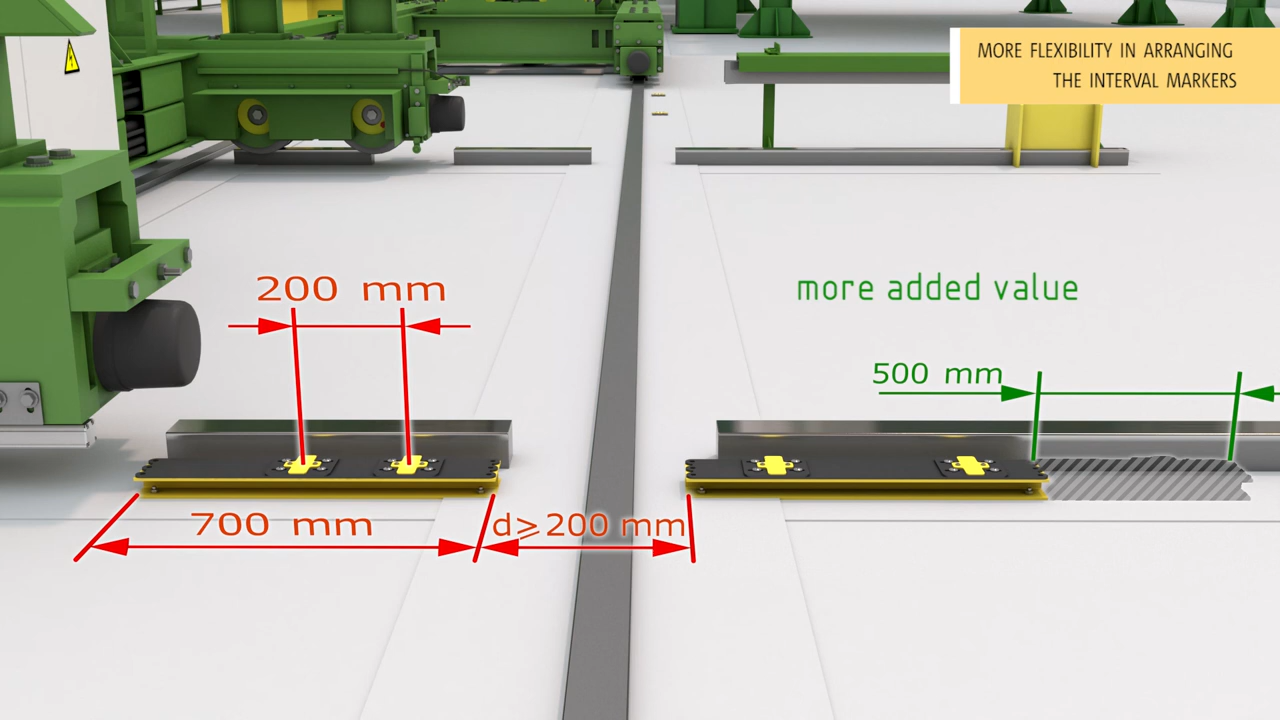 MORE FLEXIBILITY IN ARRANGING
THE INTERVAL MARKERS
200 mm
more added value
500 mm
700 mm
d⩾200 mm